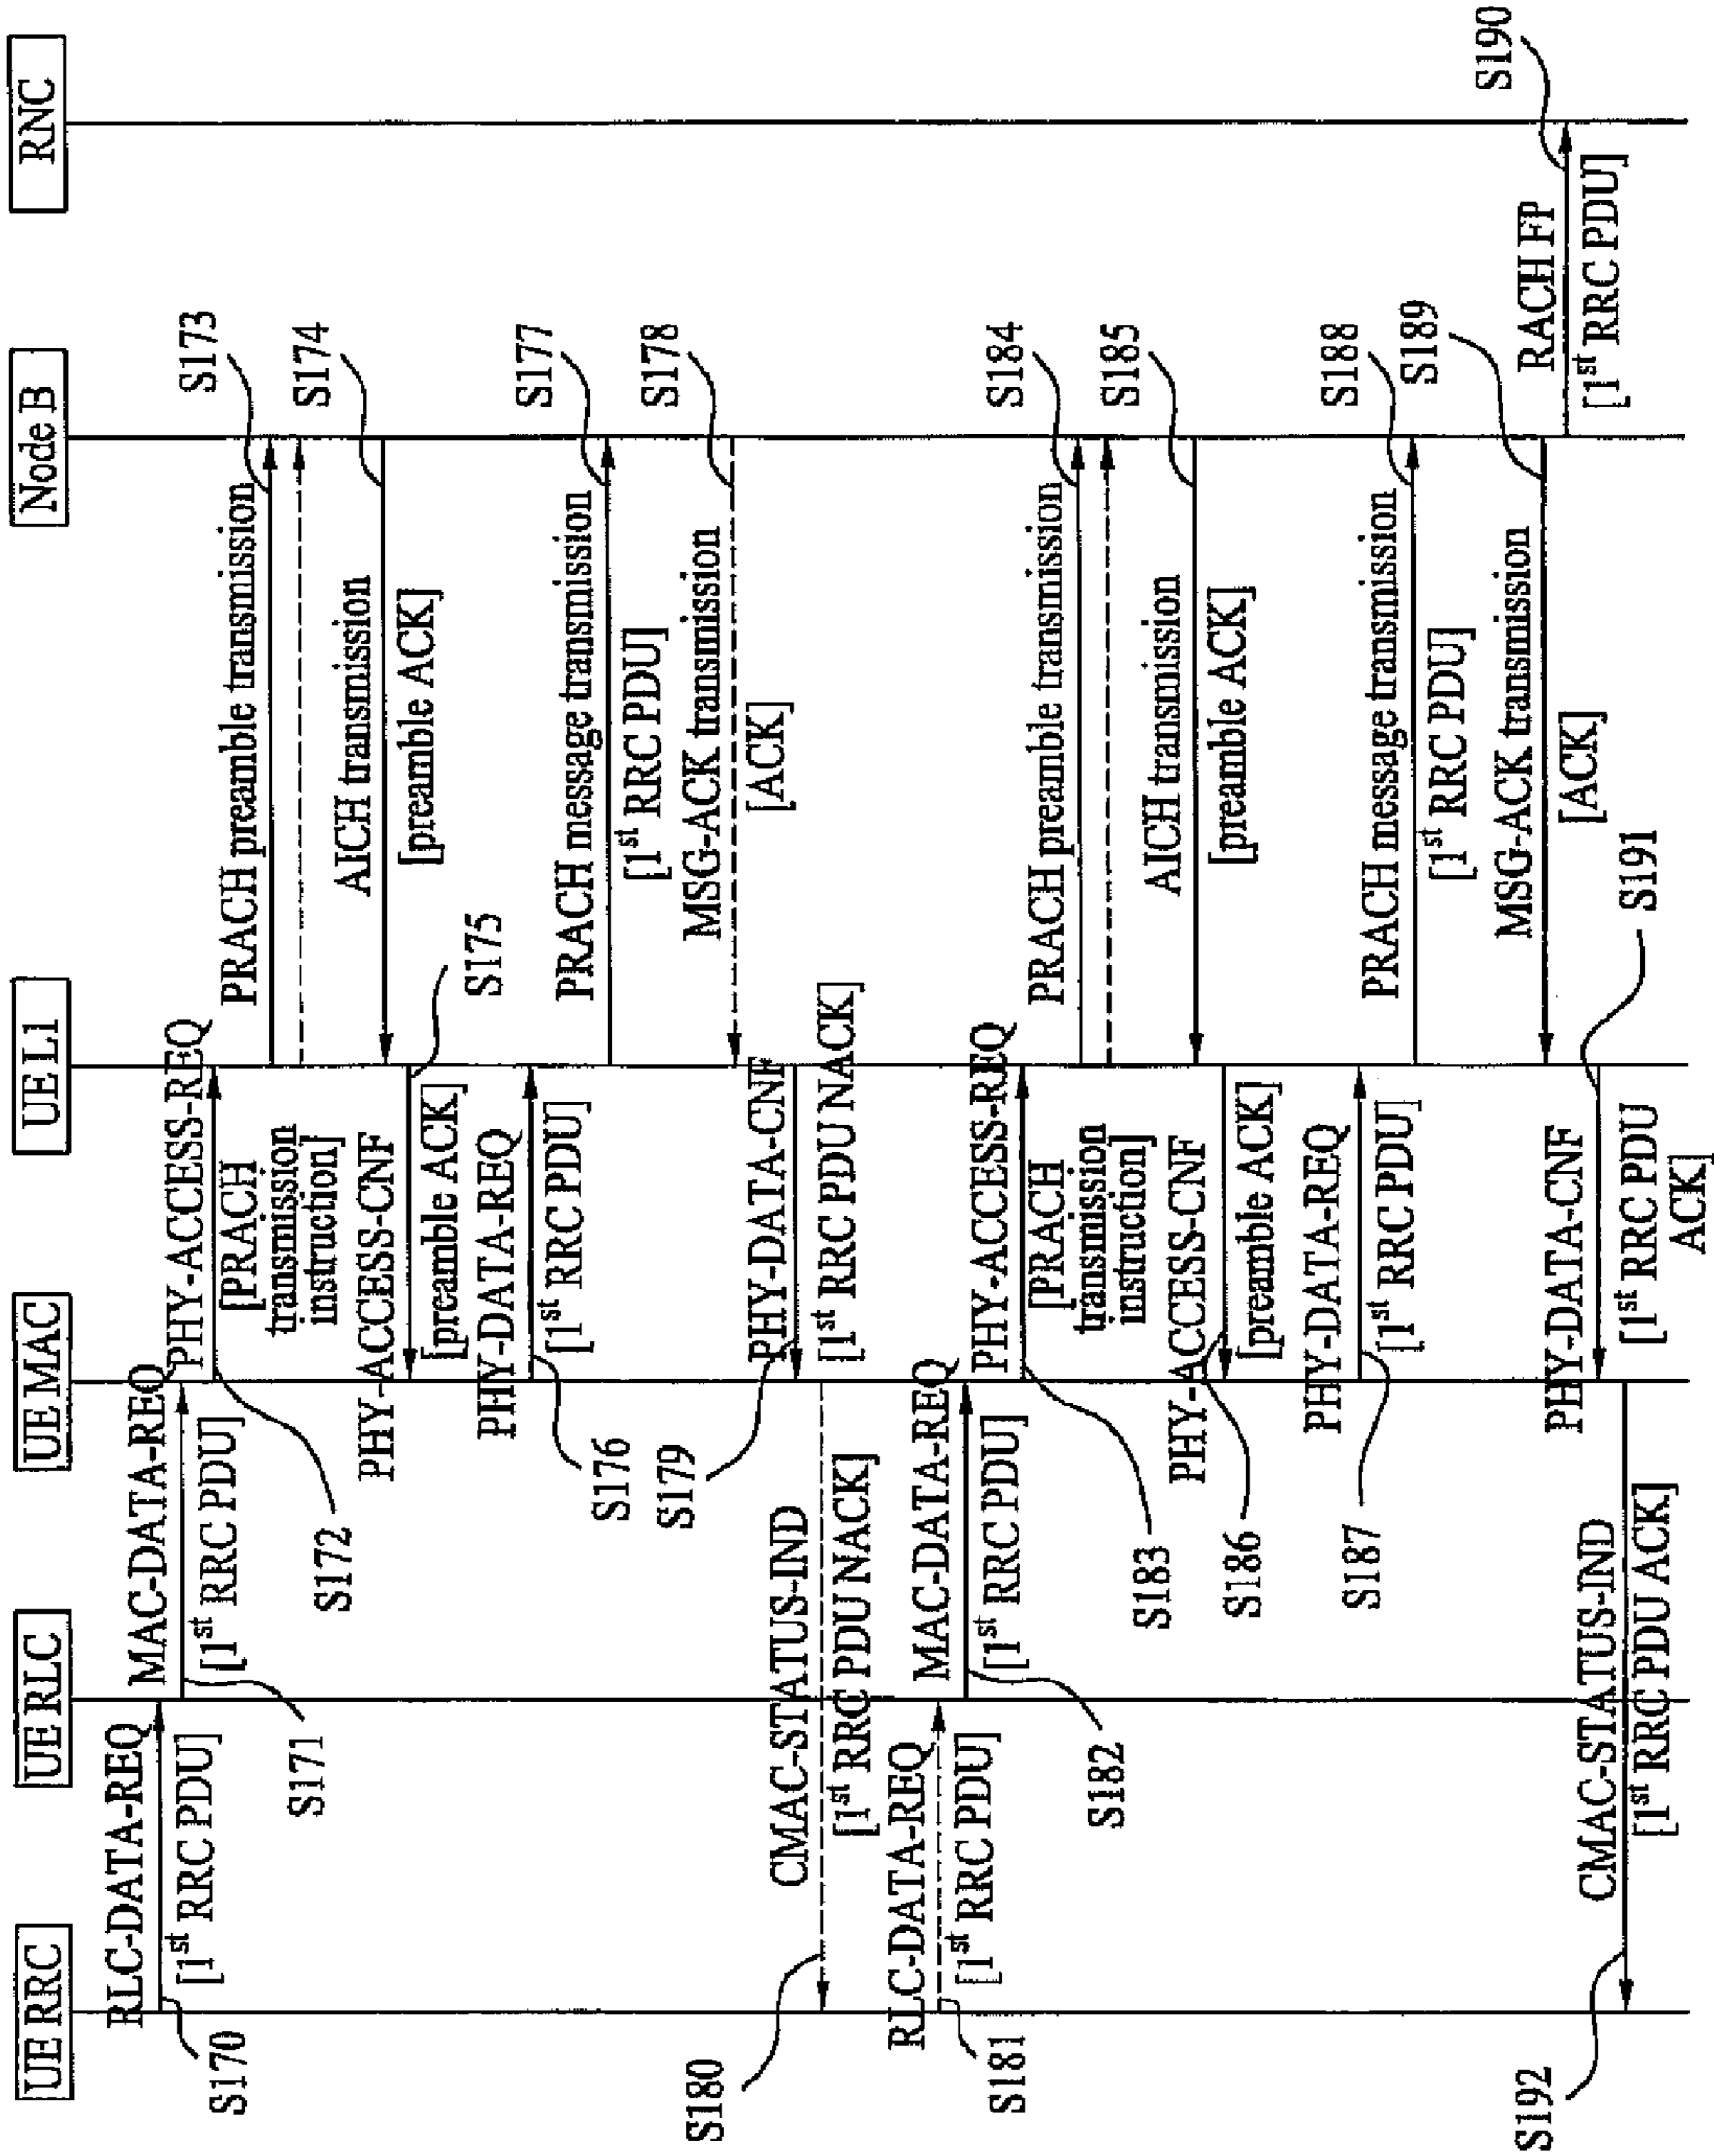 UE RRC
UE RLC
UE MAC
UE L1
Node B
RNC
RLC-DATA-REQ
[1st RRC PDU]
S170
MAC-DATA-REQ
[1st RRC PDU]
S171
PHY-ACCESS-REQ
[PRACH
transmission
instruction]
S172
PRACH preamble transmission
S173
AICH transmission
[preamble ACK]
S174
PHY-ACCESS-CNF
[preamble ACK]
S175
PHY-DATA-REQ
[1st RRC PDU]
S176
PRACH message transmission
[1st RRC PDU]
S177
MSG-ACK transmission
[ACK]
S178
PHY-DATA-CNF
[1st RRC PDU NACK]
S179
CMAC-STATUS-IND
[1st RRC PDU NACK]
S180
RLC-DATA-REQ
[1st RRC PDU]
S181
MAC-DATA-REQ
[1st RRC PDU]
S182
PHY-ACCESS-REQ
[PRACH
transmission
instruction]
S183
PRACH preamble transmission
S184
AICH transmission
[preamble ACK]
S185
PHY-ACCESS-CNF
[preamble ACK]
S186
PHY-DATA-REQ
[1st RRC PDU]
S187
PRACH message transmission
[1st RRC PDU]
S188
MSG-ACK transmission
[ACK]
S189
RACH FP
[1st RRC PDU]
S190
PHY-DATA-CNF
[1st RRC PDU
ACK]
S191
CMAC-STATUS-IND
[1st RRC PDU ACK]
S192